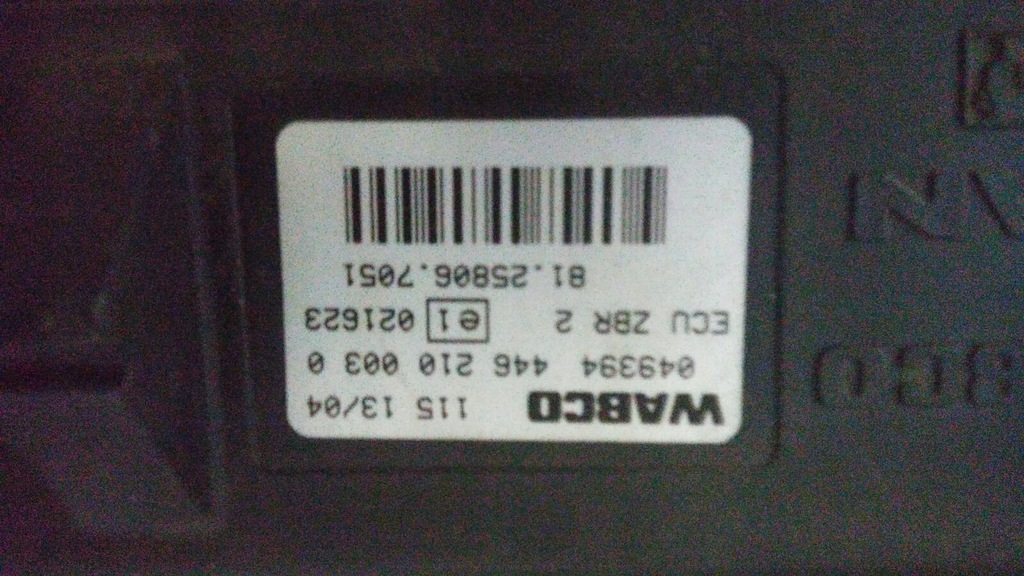 WABCO 115 13/04
049394 446 210 003 0
ECU ZBR 2 e1 021623
81.25806.7051